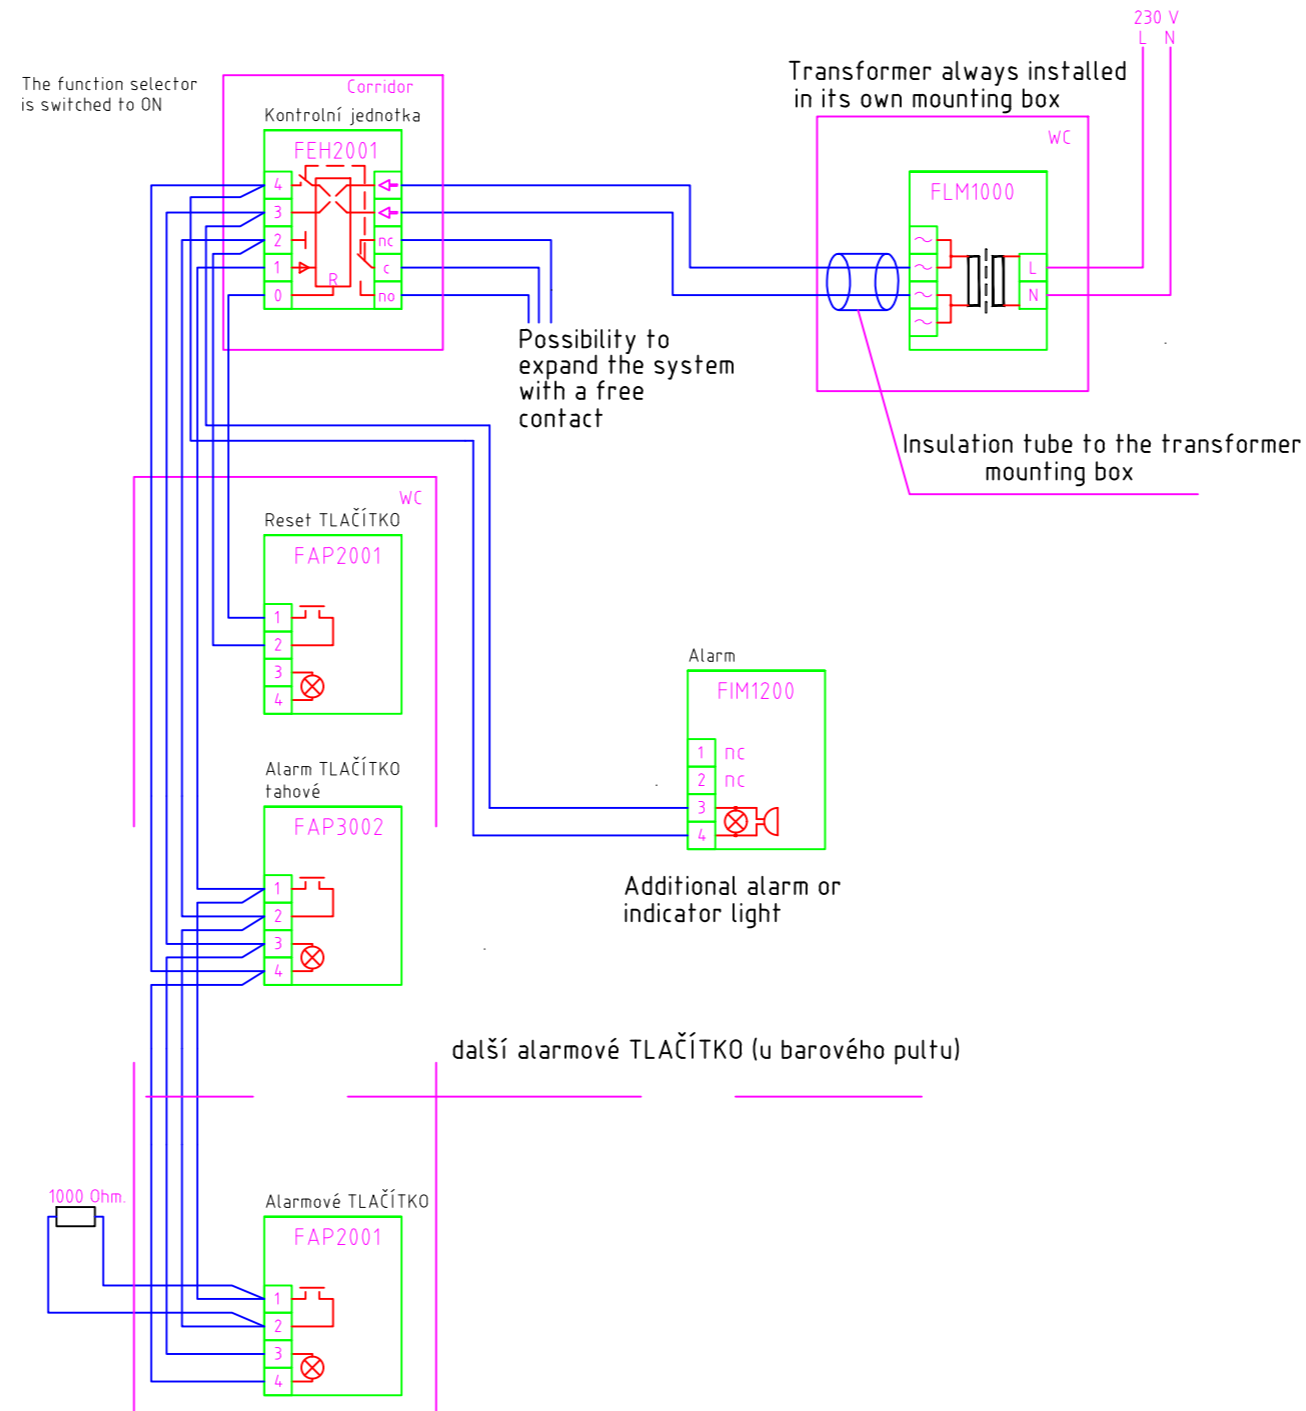 230 V
L N
The function selector
is switched to ON
Corridor
Kontrolní jednotka
FEH2001
4
3
2
1
0
R
nc
c
no
Transformer always installed
in its own mounting box
WC
FLM1000
L
N
Possibility to
expand the system
with a free
contact
Insulation tube to the transformer
mounting box
WC
Reset TLAČÍTKO
FAP2001
1
2
3
4
Alarm
FIM1200
1 nc
2 nc
3
4
Additional alarm or
indicator light
Alarm TLAČÍTKO
tahové
FAP3002
1
2
3
4
další alarmové TLAČÍTKO (u barového pultu)
1000 Ohm.
Alarmové TLAČÍTKO
FAP2001
1
2
3
4